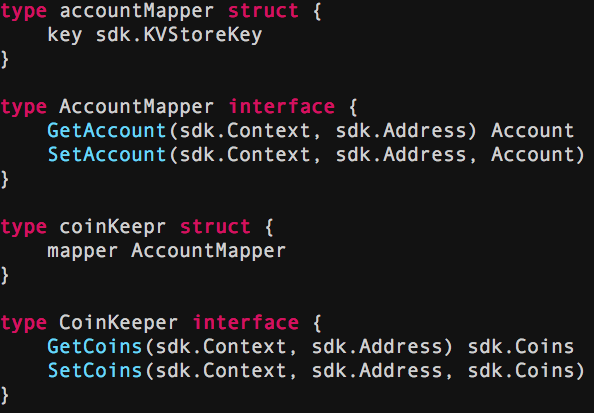 type accountMapper struct {
    key sdk.KVStoreKey
}

type AccountMapper interface {
    GetAccount(sdk.Context, sdk.Address) Account
    SetAccount(sdk.Context, sdk.Address, Account)
}

type coinKeepr struct {
    mapper AccountMapper
}

type CoinKeeper interface {
    GetCoins(sdk.Context, sdk.Address) sdk.Coins
    SetCoins(sdk.Context, sdk.Address, sdk.Coins)
}